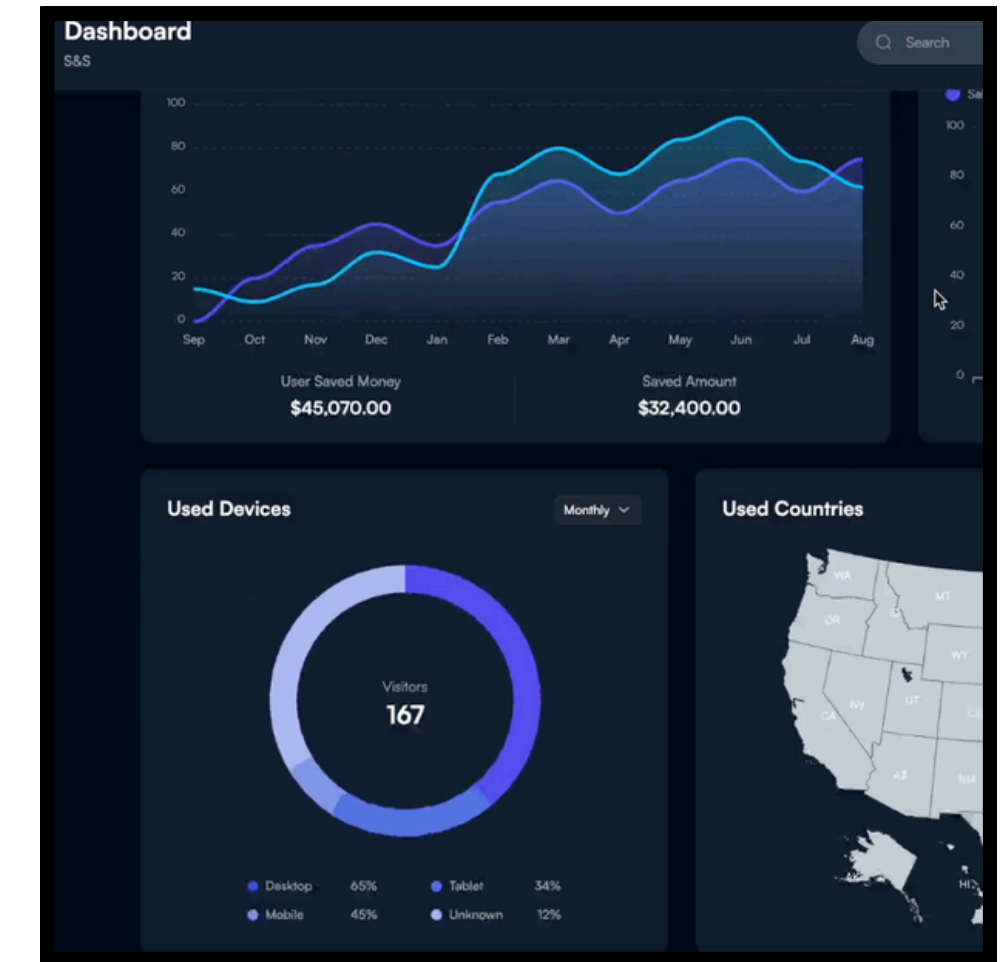 Dashboard
S&S
Search
100
80
60
40
20
0
Sep Oct Nov Dec Jan Feb Mar Apr May Jun Jul Aug
User Saved Money
$45,070.00
Saved Amount
$32,400.00
100
80
60
40
20
0
Used Devices
Monthly
Visitors
167
Desktop 65% Tablet 34%
Mobile 45% Unknown 12%
Used Countries
WA
MT
OR
WY
NV
UT
CA
AZ
NM
AK
HI